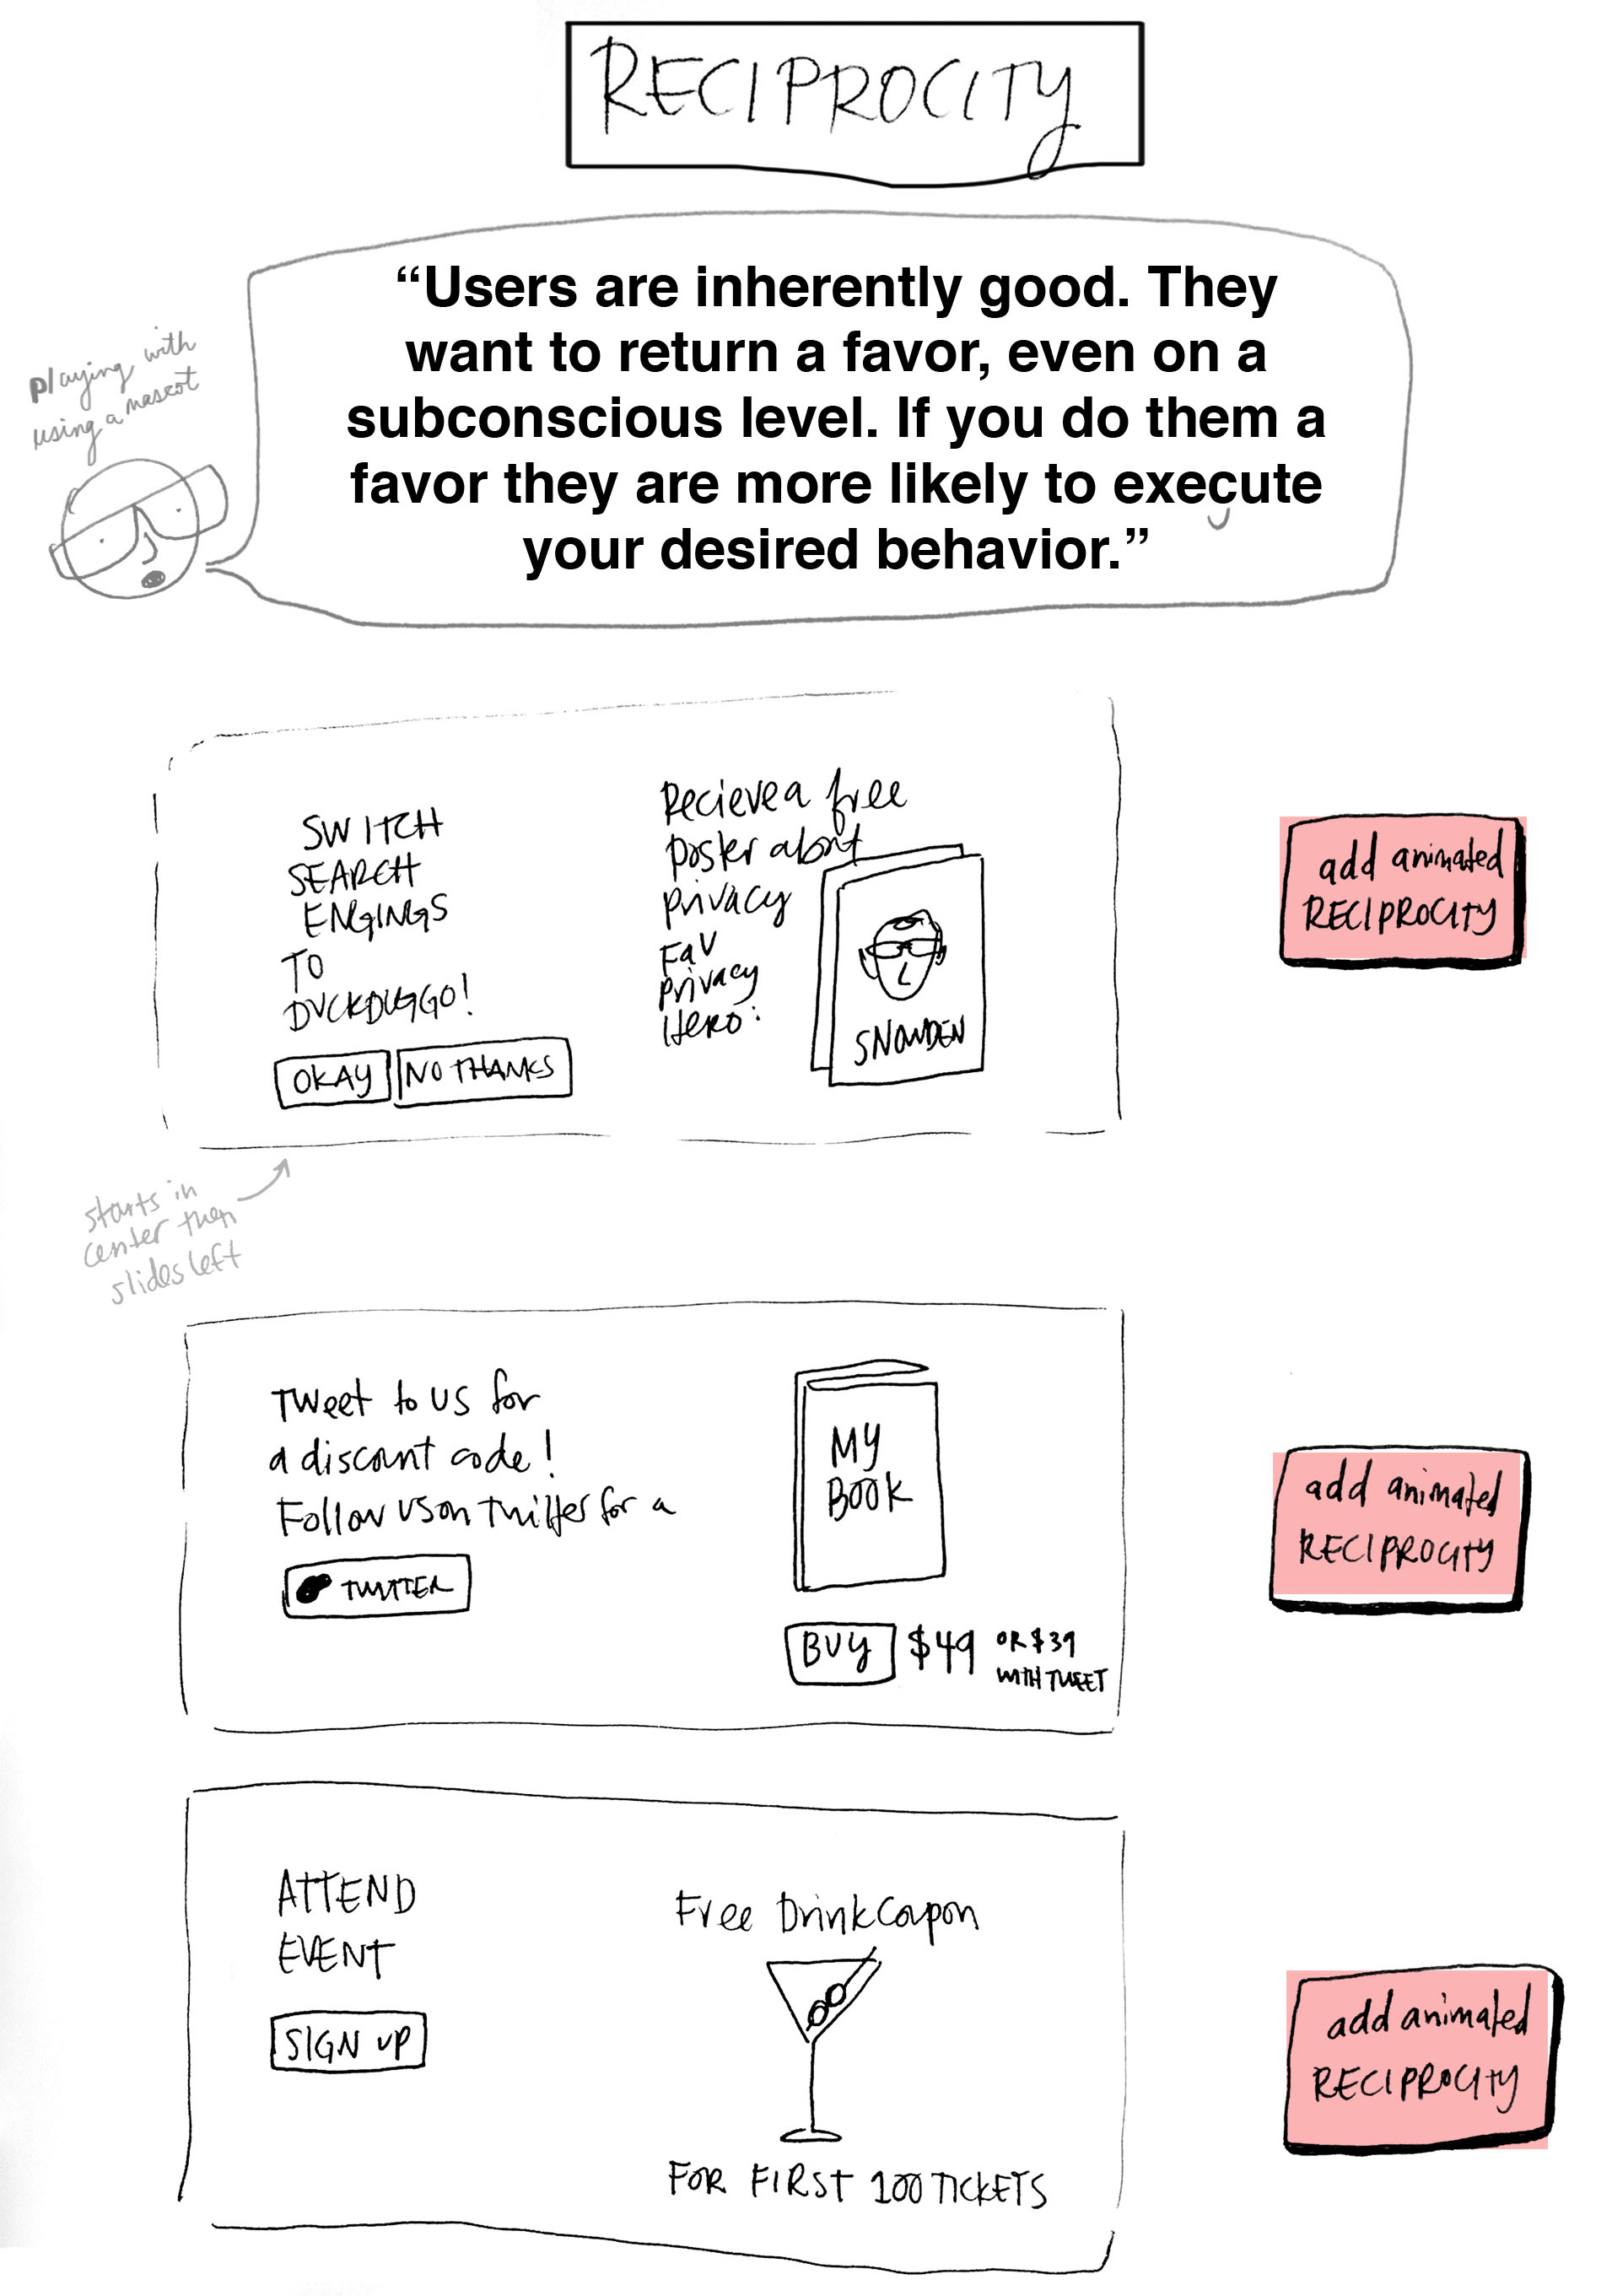 RECIPROCITY
“Users are inherently good. They
want to return a favor, even on a
subconscious level. If you do them a
favor they are more likely to execute
your desired behavior.”
playing with
using a mascot
SWITCH
SEARCH
ENGINGS
TO
DUCKDUGGO!
OKAY
NO THANKS
Recieve a free
poster about
privacy
Fav
privacy
Hero:
SNOWDEN
add animated
RECIPROCITY
starts in
center then
slides left
Tweet to us for
a discount code!
Follow us on twitter for a
TWITTER
MY
BOOK
BUY $49 OR $39
WITH TWEET
add animated
RECIPROCITY
ATTEND
EVENT
SIGN UP
Free Drink Coupon
FOR FIRST 100 TICKETS
add animated
RECIPROCITY